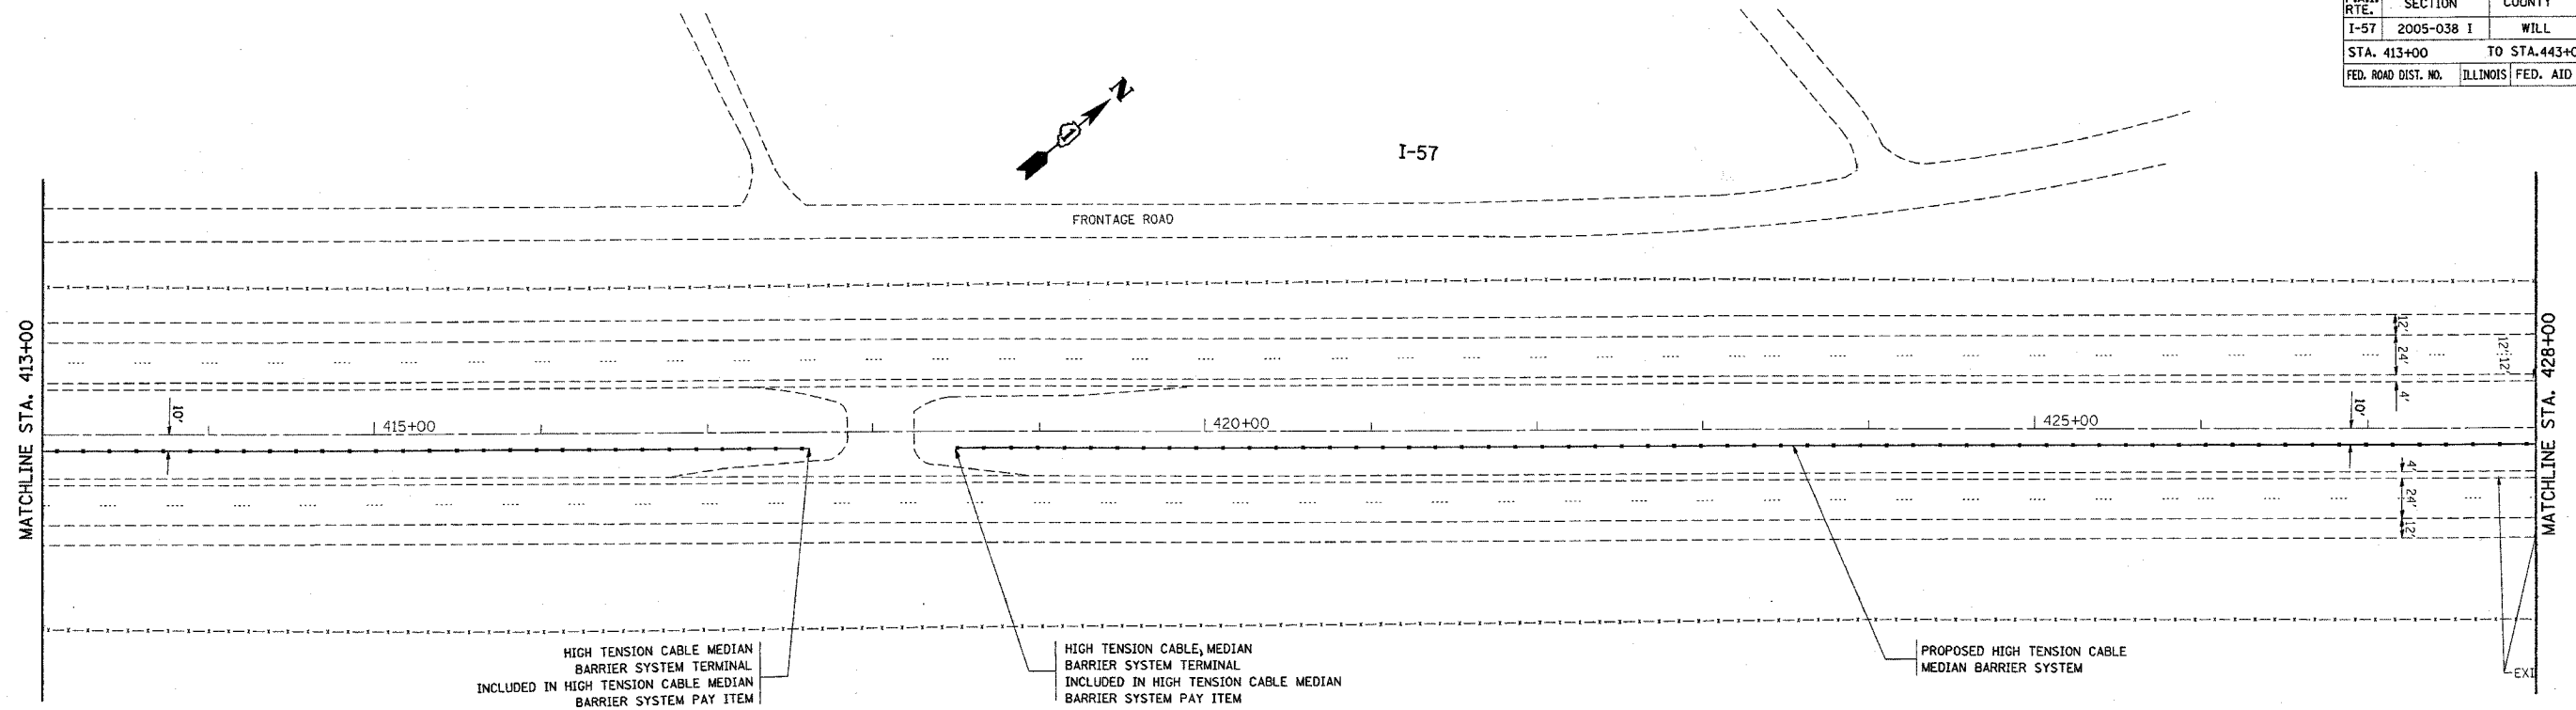 RTE. SECTION COUNTY
I-57 2005-038 I WILL
STA. 413+00 TO STA.443+0
FED. ROAD DIST. NO. ILLINOIS FED. AID
N
1
I-57
FRONTAGE ROAD
MATCHLINE STA. 413+00
MATCHLINE STA. 428+00
12'
24'
12' 12'
4'
10'
415+00
420+00
10'
425+00
4'
24'
12'
HIGH TENSION CABLE MEDIAN
BARRIER SYSTEM TERMINAL
INCLUDED IN HIGH TENSION CABLE MEDIAN
BARRIER SYSTEM PAY ITEM
HIGH TENSION CABLE, MEDIAN
BARRIER SYSTEM TERMINAL
INCLUDED IN HIGH TENSION CABLE MEDIAN
BARRIER SYSTEM PAY ITEM
PROPOSED HIGH TENSION CABLE
MEDIAN BARRIER SYSTEM
EXI